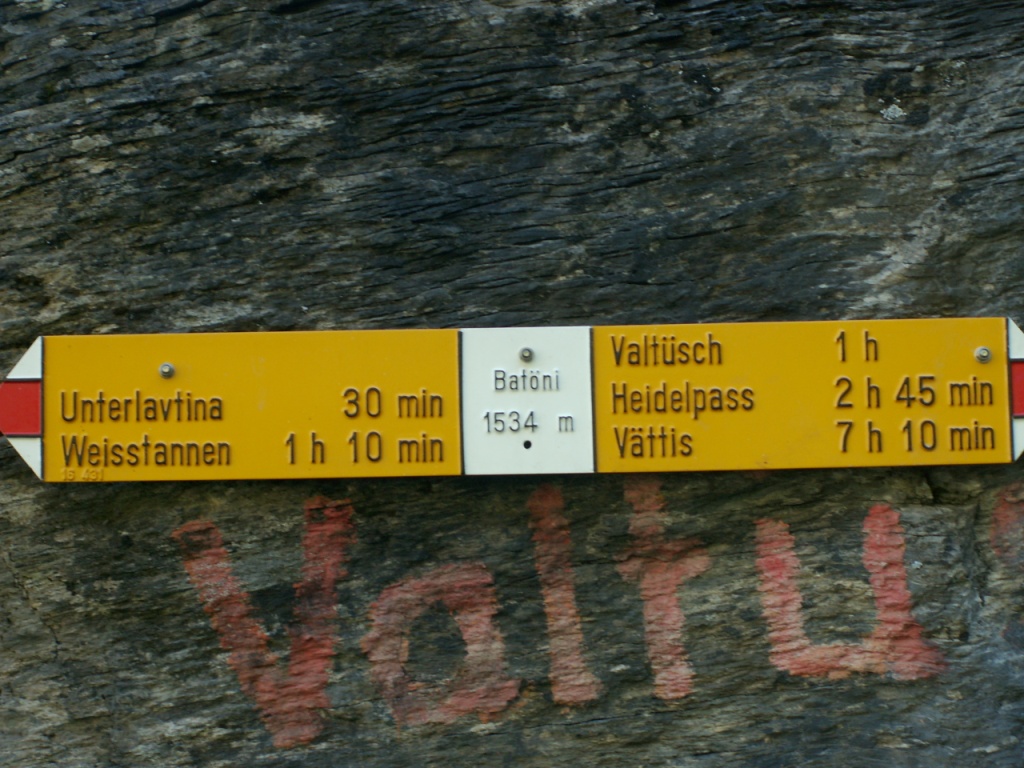 Unterlavtina 30 min
Weisstannen 1 h 10 min
Batöni
1534 m
Valtüsch 1 h
Heidelpass 2 h 45 min
Vättis 7 h 10 min
Valtu